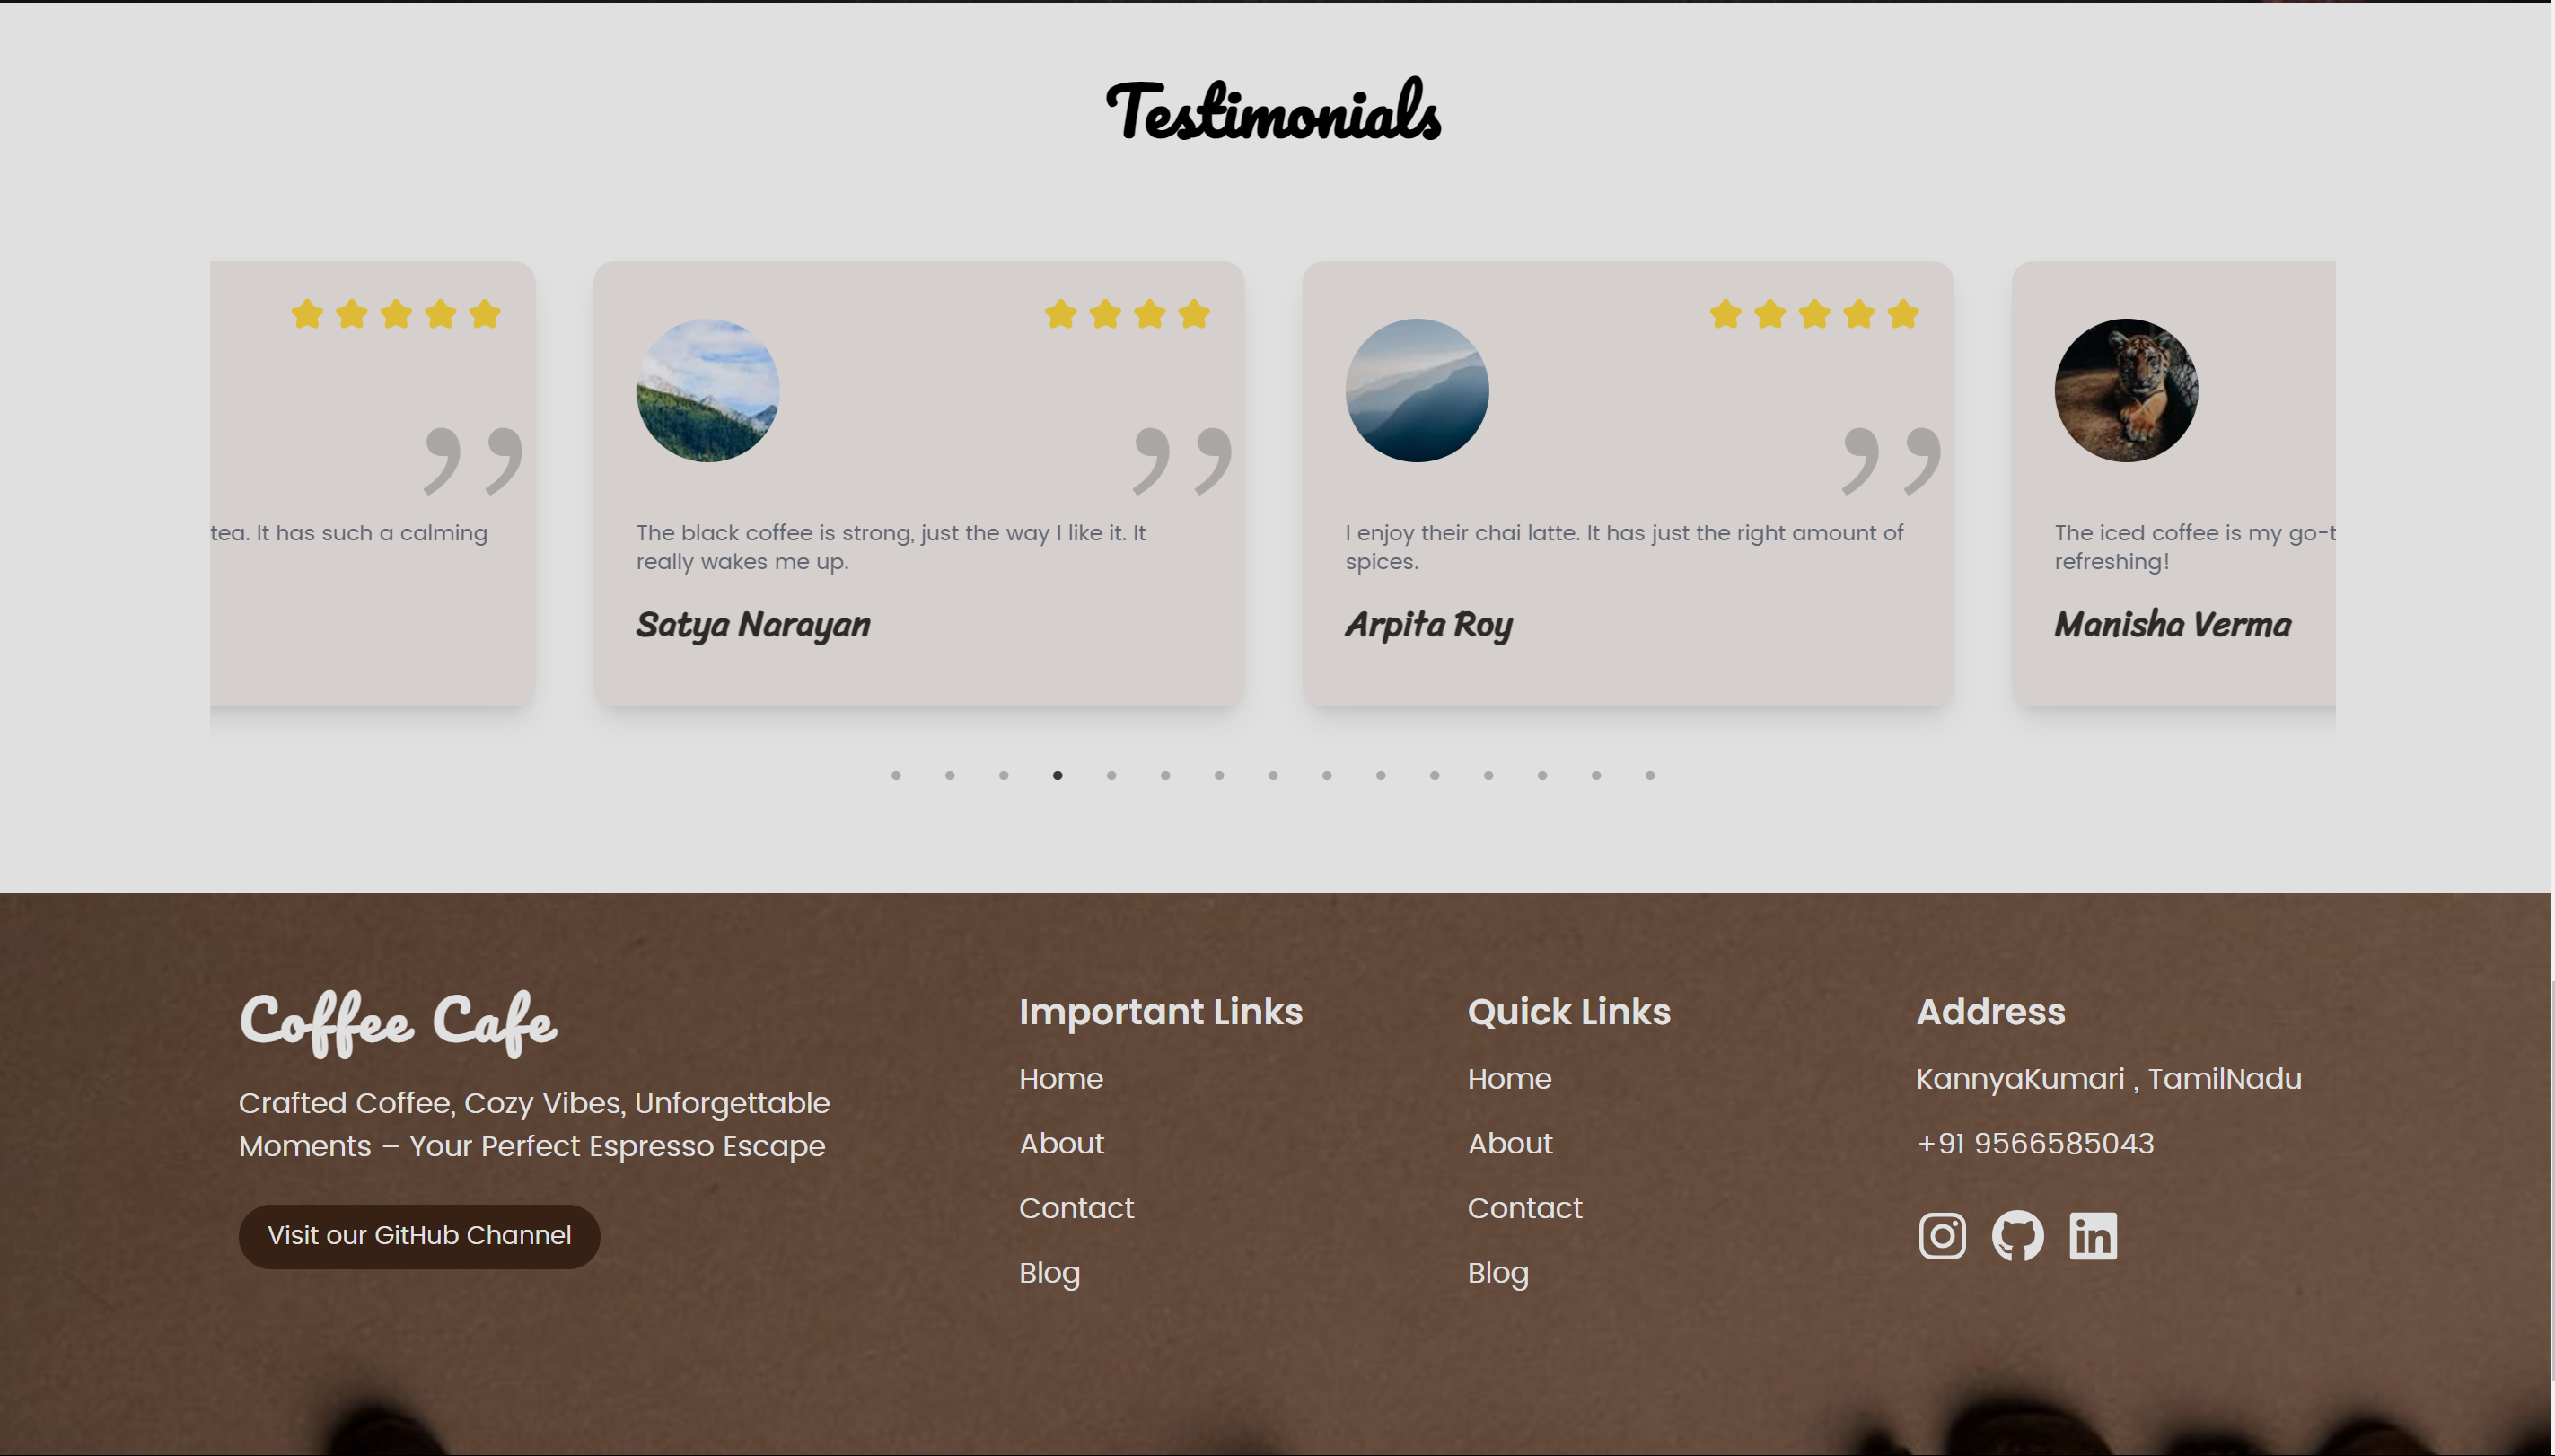 Testimonials
”
tea. It has such a calming
”
The black coffee is strong, just the way I like it. It
really wakes me up.
Satya Narayan
”
I enjoy their chai latte. It has just the right amount of
spices.
Arpita Roy
The iced coffee is my go-t
refreshing!
Manisha Verma
Coffee Cafe
Crafted Coffee, Cozy Vibes, Unforgettable
Moments – Your Perfect Espresso Escape
Visit our GitHub Channel
Important Links
Home
About
Contact
Blog
Quick Links
Home
About
Contact
Blog
Address
KannyaKumari , TamilNadu
+91 9566585043